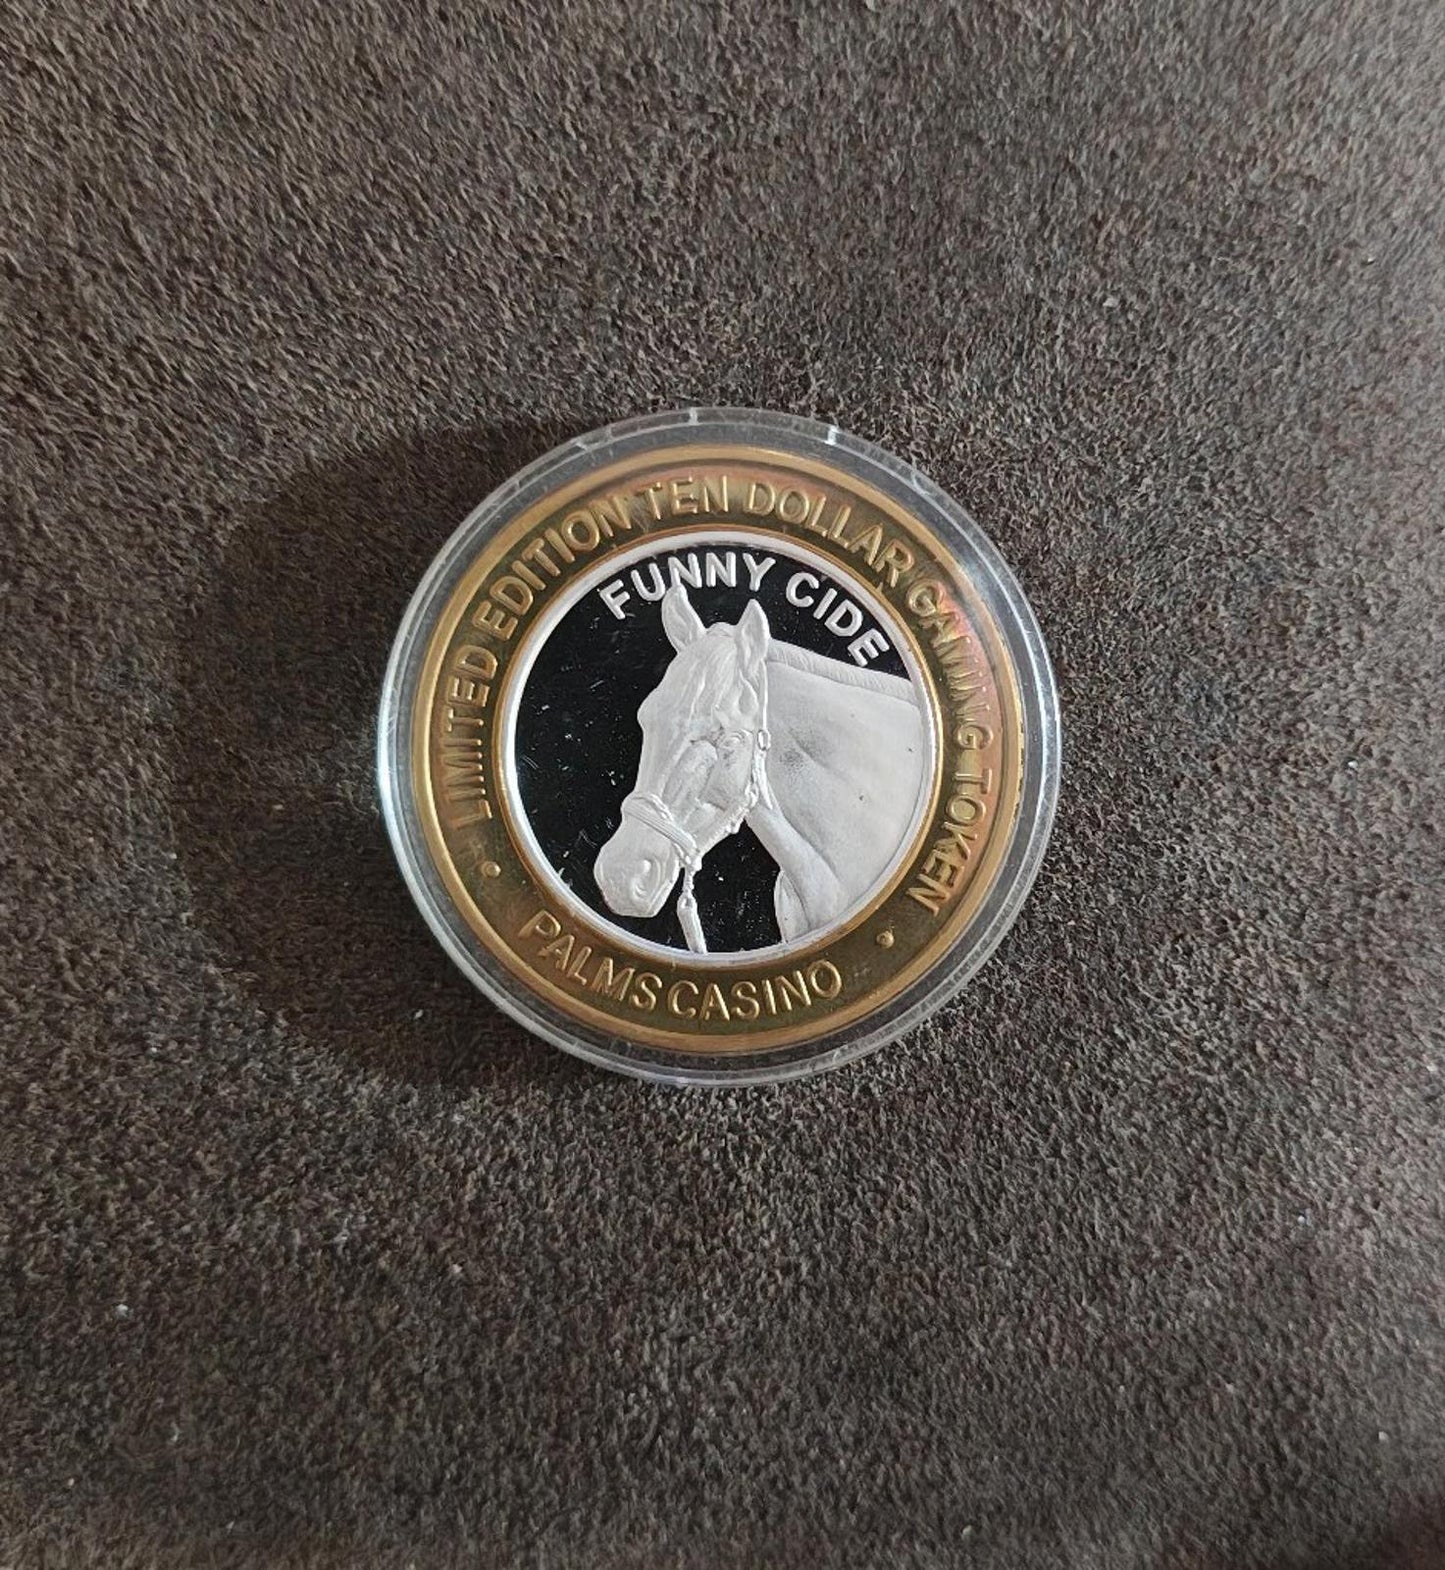 LIMITED EDITION TEN DOLLAR GAMING TOKEN
FUNNY CIDE
• PALMS CASINO •